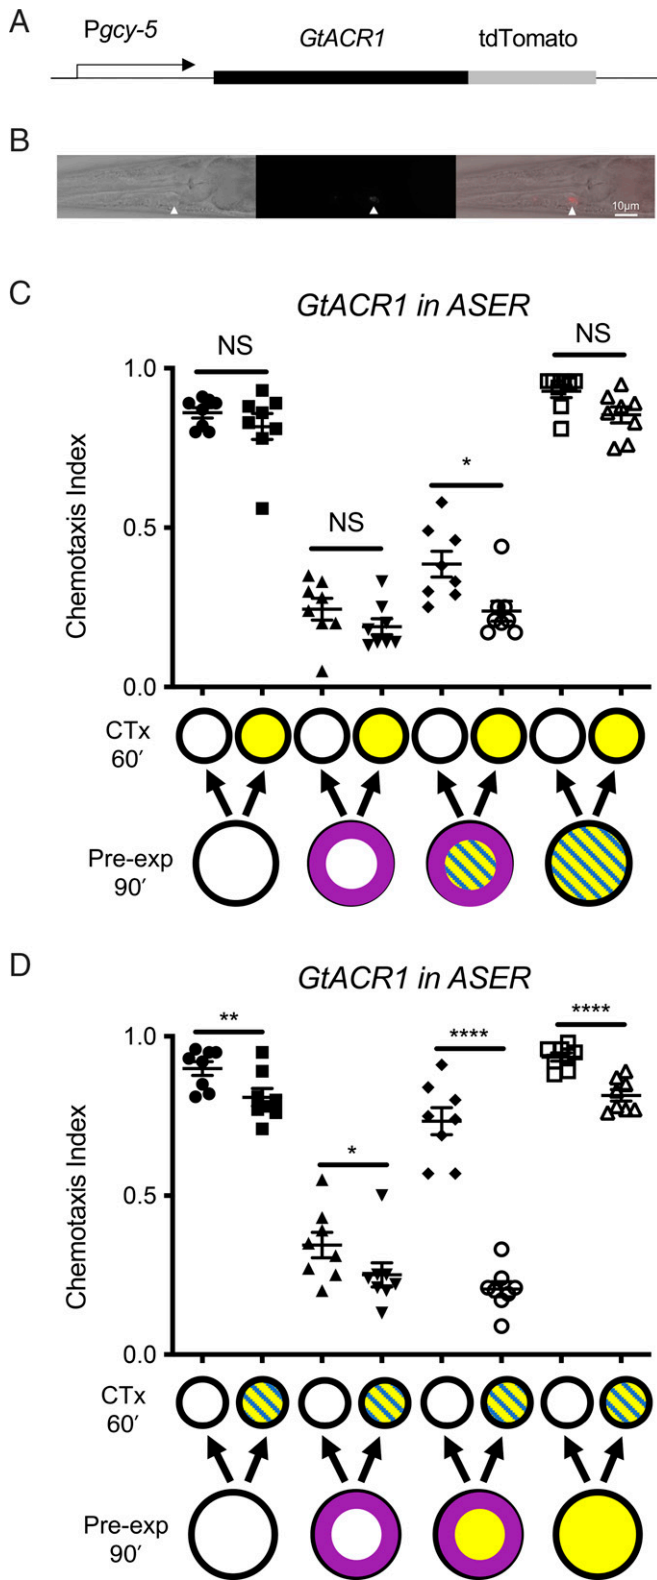 A
Pgcy-5 GtACR1 tdTomato
B
10μm
C
GtACR1 in ASER
NS
NS
NS
*
1.0
0.5
0.0
Chemotaxis Index
CTx
60′
Pre-exp
90′
D
GtACR1 in ASER
**
*
****
****
1.0
0.5
0.0
Chemotaxis Index
CTx
60′
Pre-exp
90′